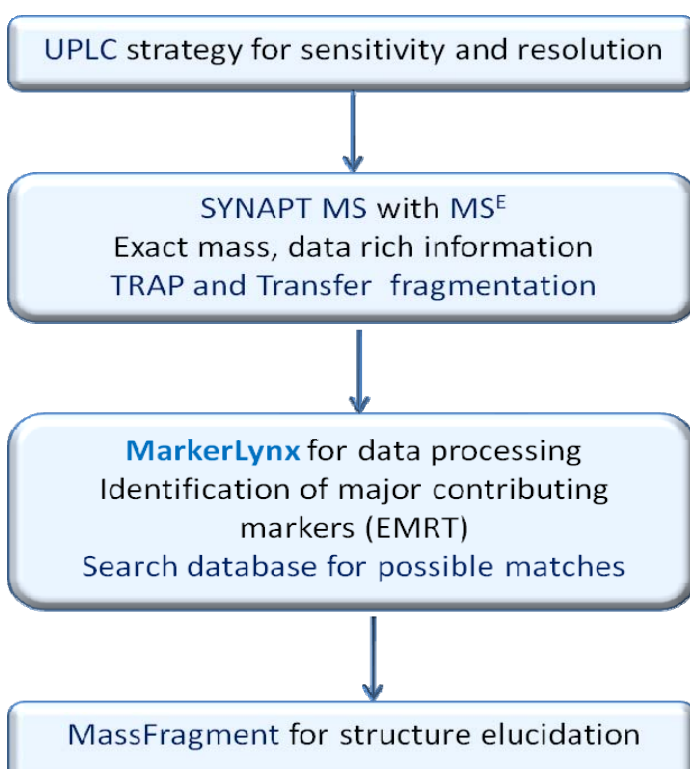 UPLC strategy for sensitivity and resolution
SYNAPT MS with MSᴱ
Exact mass, data rich information
TRAP and Transfer fragmentation
MarkerLynx for data processing
Identification of major contributing
markers (EMRT)
Search database for possible matches
MassFragment for structure elucidation